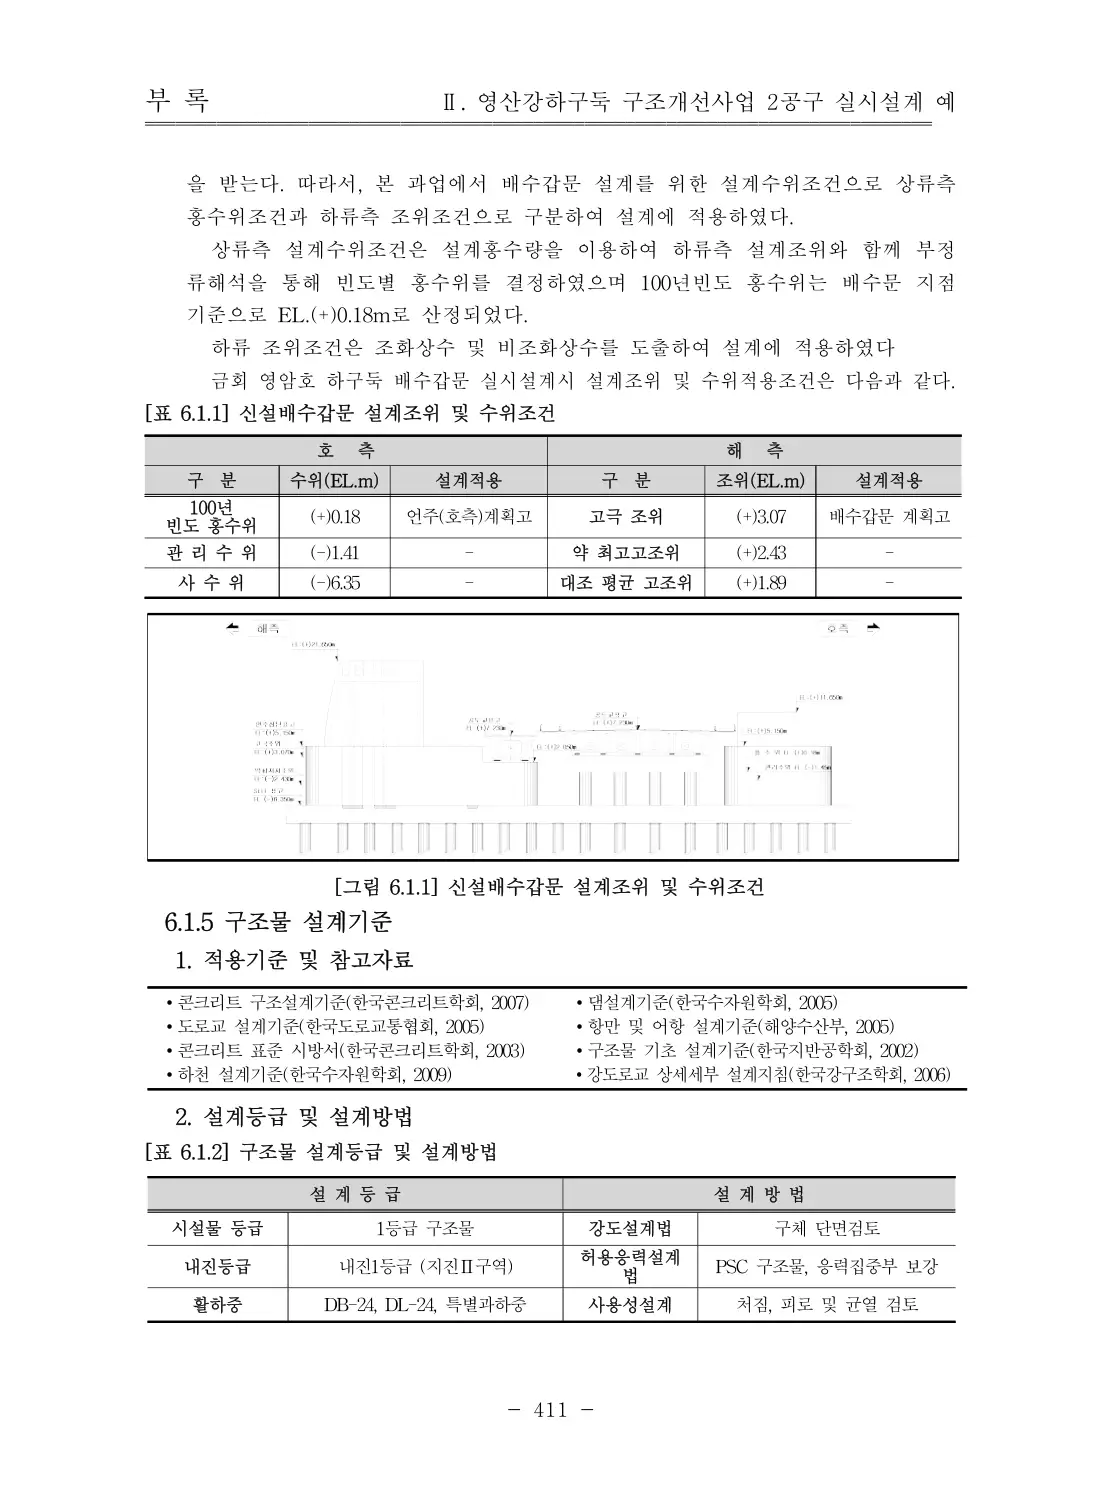 부 록
Ⅱ. 영산강하구둑 구조개선사업 2공구 실시설계 예
을 받는다. 따라서, 본 과업에서 배수갑문 설계를 위한 설계수위조건으로 상류측
홍수위조건과 하류측 조위조건으로 구분하여 설계에 적용하였다.
상류측 설계수위조건은 설계홍수량을 이용하여 하류측 설계조위와 함께 부정
류해석을 통해 빈도별 홍수위를 결정하였으며 100년빈도 홍수위는 배수문 지점
기준으로 EL.(+)0.18m로 산정되었다.
하류 조위조건은 조화상수 및 비조화상수를 도출하여 설계에 적용하였다
금회 영암호 하구둑 배수갑문 실시설계시 설계조위 및 수위적용조건은 다음과 같다.
[표 6.1.1] 신설배수갑문 설계조위 및 수위조건
호 측 해 측
구 분 수위(EL.m) 설계적용 구 분 조위(EL.m) 설계적용
100년
빈도 홍수위 (+)0.18 언주(호측)계획고 고극 조위 (+)3.07 배수갑문 계획고
관 리 수 위 (-)1.41 - 약 최고고조위 (+)2.43 -
사 수 위 (-)6.35 - 대조 평균 고조위 (+)1.89 -
해측
호측
[그림 6.1.1] 신설배수갑문 설계조위 및 수위조건
6.1.5 구조물 설계기준
1. 적용기준 및 참고자료
•콘크리트 구조설계기준(한국콘크리트학회, 2007) •댐설계기준(한국수자원학회, 2005)
•도로교 설계기준(한국도로교통협회, 2005) •항만 및 어항 설계기준(해양수산부, 2005)
•콘크리트 표준 시방서(한국콘크리트학회, 2003) •구조물 기초 설계기준(한국지반공학회, 2002)
•하천 설계기준(한국수자원학회, 2009) •강도로교 상세세부 설계지침(한국강구조학회, 2006)
2. 설계등급 및 설계방법
[표 6.1.2] 구조물 설계등급 및 설계방법
설 계 등 급 설 계 방 법
시설물 등급 1등급 구조물 강도설계법 구체 단면검토
내진등급 내진1등급 (지진Ⅱ구역) 허용응력설계
법 PSC 구조물, 응력집중부 보강
활하중 DB-24, DL-24, 특별과하중 사용성설계 처짐, 피로 및 균열 검토
- 411 -